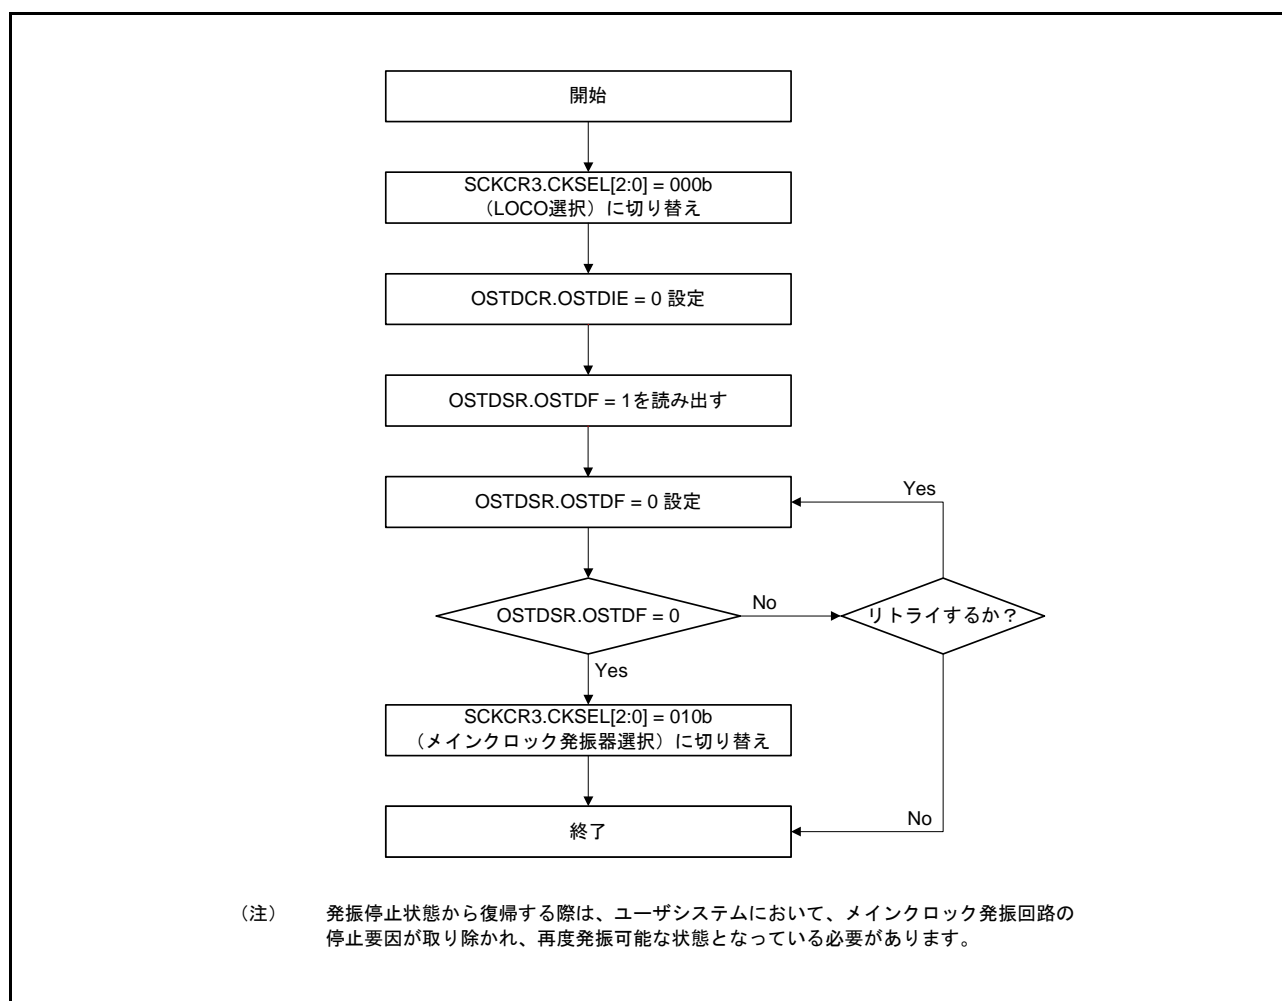 開始
SCKCR3.CKSEL[2:0] = 000b
（LOCO選択）に切り替え
OSTDCR.OSTDIE = 0 設定
OSTDSR.OSTDF = 1を読み出す
OSTDSR.OSTDF = 0 設定
Yes
OSTDSR.OSTDF = 0
No
リトライするか？
Yes
SCKCR3.CKSEL[2:0] = 010b
（メインクロック発振器選択）に切り替え
終了
No
（注） 発振停止状態から復帰する際は、ユーザシステムにおいて、メインクロック発振回路の
停止要因が取り除かれ、再度発振可能な状態となっている必要があります。